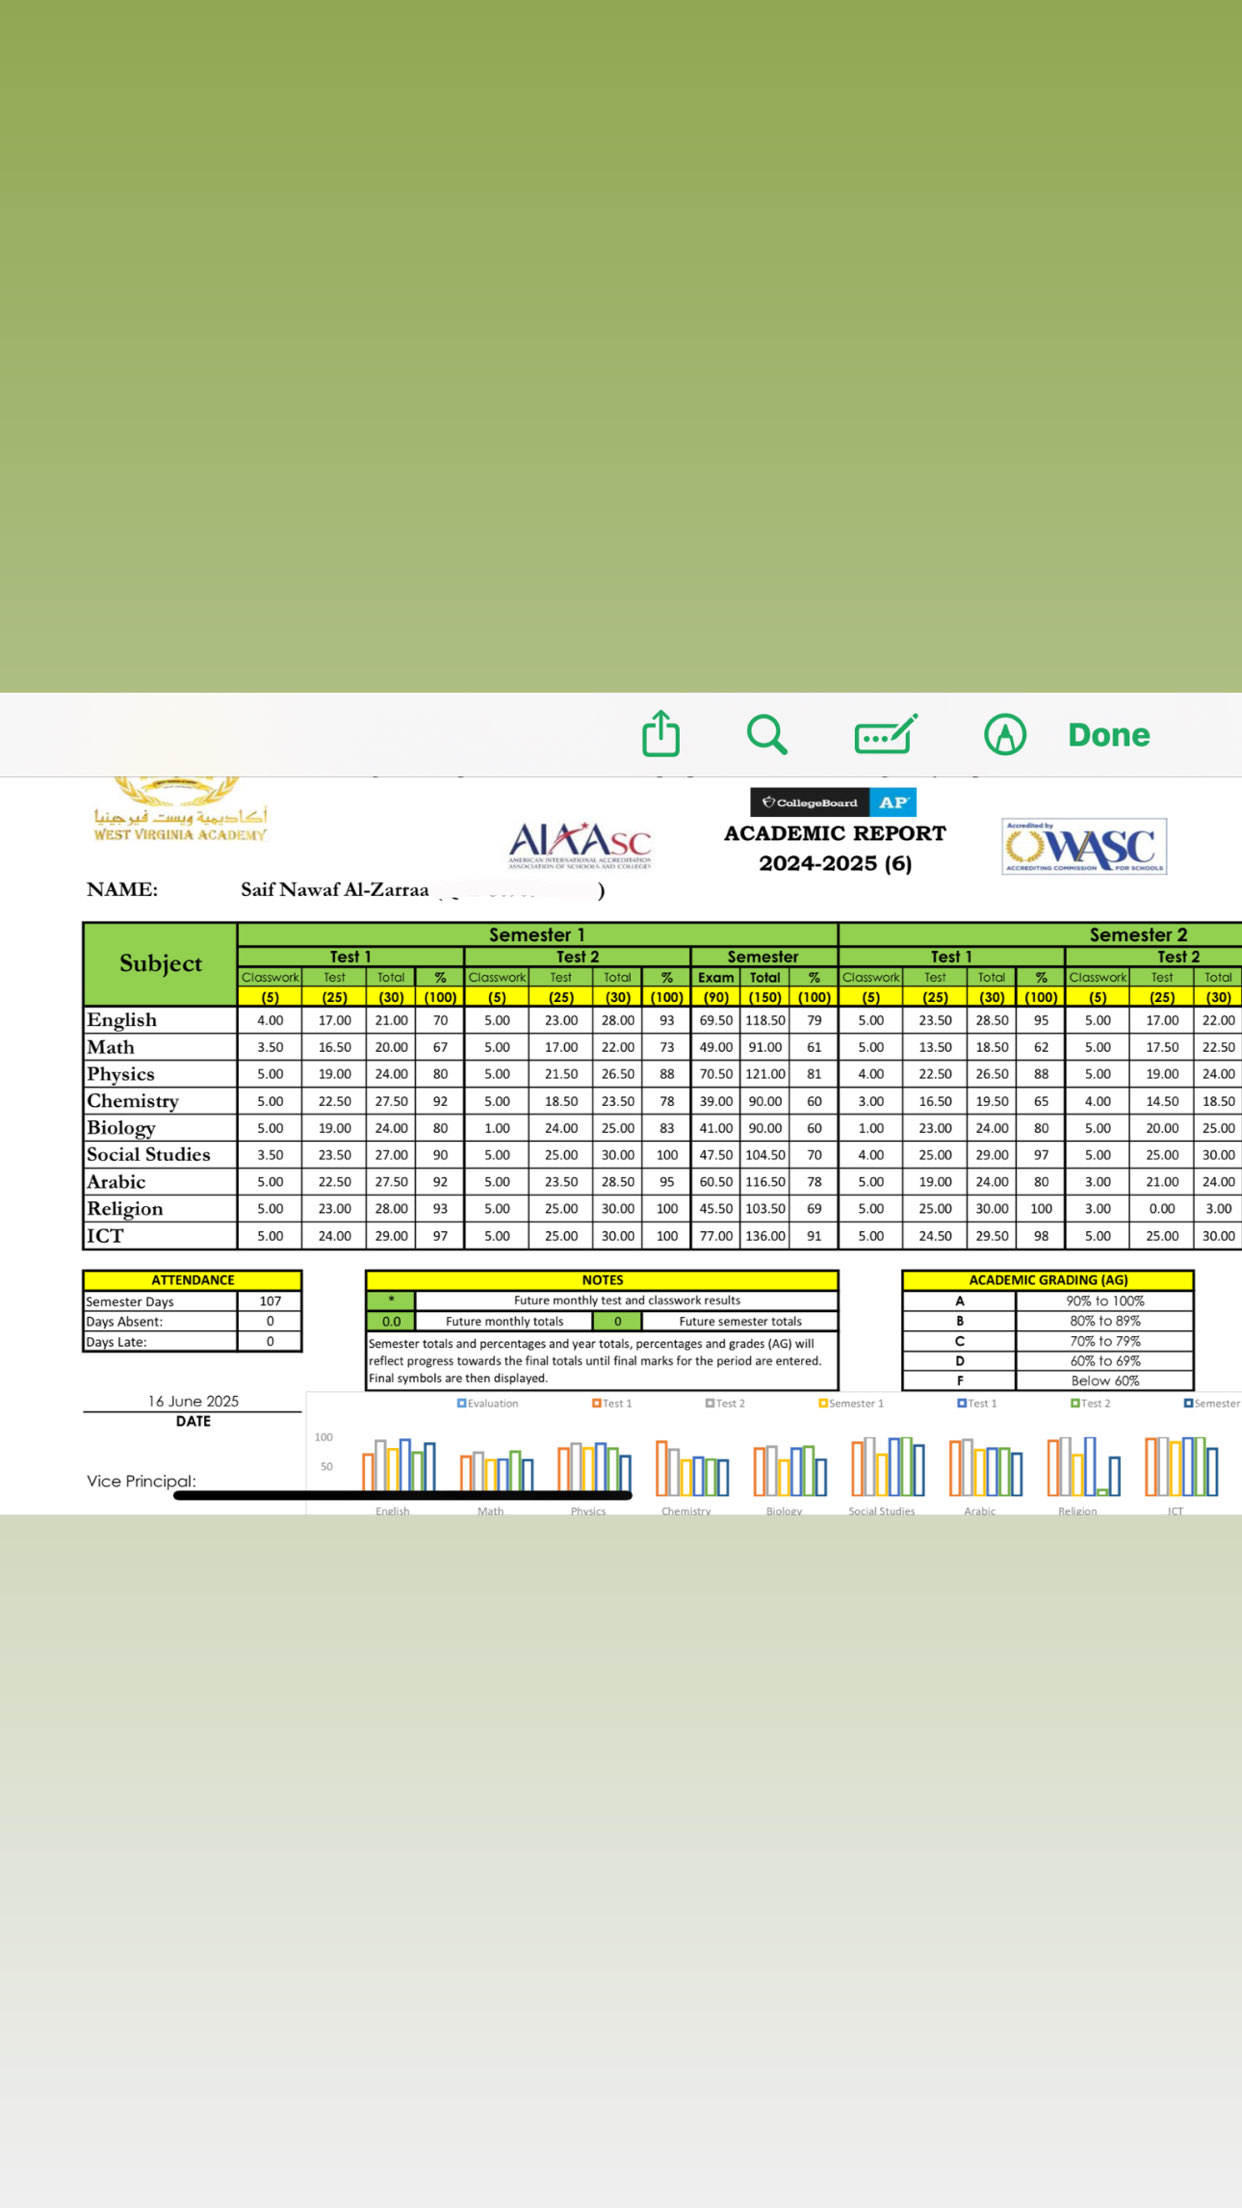 Done
أكاديمية ويست فيرجينيا
WEST VIRGINIA ACADEMY
AIAASC
AMERICAN INTERNATIONAL ACCREDITATION
ASSOCIATION OF SCHOOLS AND COLLEGES
CollegeBoard AP
ACADEMIC REPORT
2024-2025 (6)
Accredited by
WASC
ACCREDITING COMMISSION FOR SCHOOLS
NAME: Saif Nawaf Al-Zarraa ( )
Subject Semester 1 Semester 2
Test 1 Test 2 Semester Test 1 Test 2
Classwork Test Total % Classwork Test Total % Exam Total % Classwork Test Total % Classwork Test Total
(5) (25) (30) (100) (5) (25) (30) (100) (90) (150) (100) (5) (25) (30) (100) (5) (25) (30)
English 4.00 17.00 21.00 70 5.00 23.00 28.00 93 69.50 118.50 79 5.00 23.50 28.50 95 5.00 17.00 22.00
Math 3.50 16.50 20.00 67 5.00 17.00 22.00 73 49.00 91.00 61 5.00 13.50 18.50 62 5.00 17.50 22.50
Physics 5.00 19.00 24.00 80 5.00 21.50 26.50 88 70.50 121.00 81 4.00 22.50 26.50 88 5.00 19.00 24.00
Chemistry 5.00 22.50 27.50 92 5.00 18.50 23.50 78 39.00 90.00 60 3.00 16.50 19.50 65 4.00 14.50 18.50
Biology 5.00 19.00 24.00 80 1.00 24.00 25.00 83 41.00 90.00 60 1.00 23.00 24.00 80 5.00 20.00 25.00
Social Studies 3.50 23.50 27.00 90 5.00 25.00 30.00 100 47.50 104.50 70 4.00 25.00 29.00 97 5.00 25.00 30.00
Arabic 5.00 22.50 27.50 92 5.00 23.50 28.50 95 60.50 116.50 78 5.00 19.00 24.00 80 3.00 21.00 24.00
Religion 5.00 23.00 28.00 93 5.00 25.00 30.00 100 45.50 103.50 69 5.00 25.00 30.00 100 3.00 0.00 3.00
ICT 5.00 24.00 29.00 97 5.00 25.00 30.00 100 77.00 136.00 91 5.00 24.50 29.50 98 5.00 25.00 30.00
ATTENDANCE
Semester Days 107
Days Absent: 0
Days Late: 0
NOTES
* Future monthly test and classwork results
0.0 Future monthly totals 0 Future semester totals
Semester totals and percentages and year totals, percentages and grades (AG) will
reflect progress towards the final totals until final marks for the period are entered.
Final symbols are then displayed.
ACADEMIC GRADING (AG)
A 90% to 100%
B 80% to 89%
C 70% to 79%
D 60% to 69%
F Below 60%
16 June 2025
DATE
Vice Principal:
Evaluation Test 1 Test 2 Semester 1 Test 1 Test 2 Semester
100
50
English Math Physics Chemistry Biology Social Studies Arabic Religion ICT